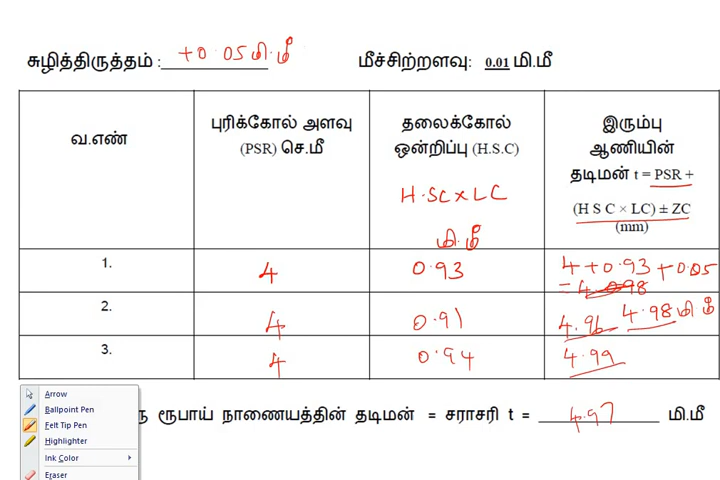 சுழித்திருத்தம் : +0.05 மி.மீ மீச்சிற்றளவு: 0.01 மி.மீ
வ.எண்
புரிக்கோல் அளவு
(PSR) செ.மீ
தலைக்கோல்
ஒன்றிப்பு (H.S.C)
H.SC x LC
மி.மீ
இரும்பு
ஆணியின்
தடிமன் t = PSR +
(H S C × LC) ± ZC
(mm)
1. 4 0.93 4 + 0.93 + 0.05
= 4.98
4.98 மி மீ
2. 4 0.91 4.96
3. 4 0.94 4.99
ரூபாய் நாணயத்தின் தடிமன் = சராசரி t = 4.97 மி.மீ
Arrow
Ballpoint Pen
Felt Tip Pen
Highlighter
Ink Color
Eraser